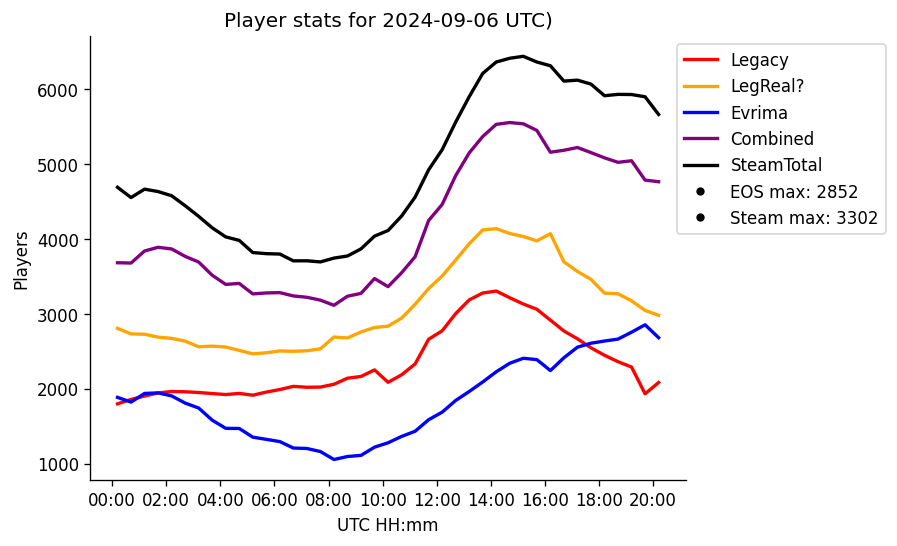 Player stats for 2024-09-06 UTC)
Legacy
LegReal?
Evrima
Combined
SteamTotal
EOS max: 2852
Steam max: 3302
Players
6000
5000
4000
3000
2000
1000
00:00 02:00 04:00 06:00 08:00 10:00 12:00 14:00 16:00 18:00 20:00
UTC HH:mm